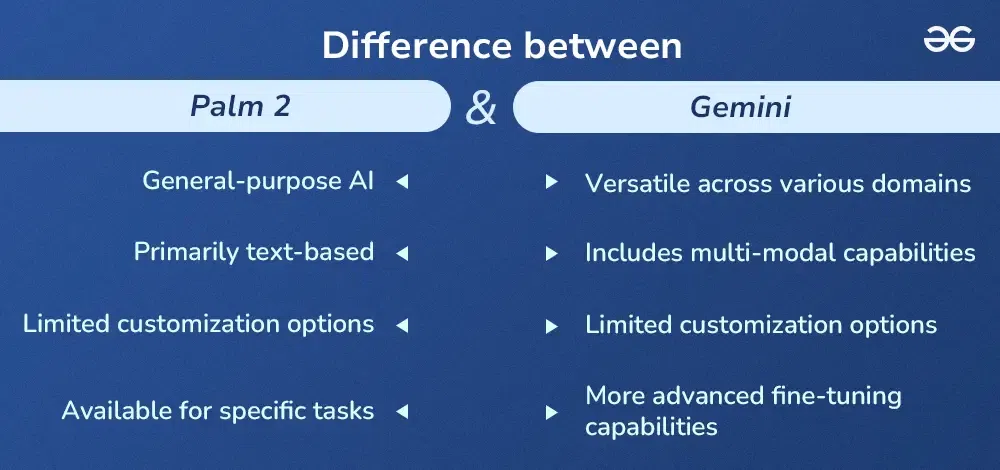 Difference between
Palm 2 & Gemini
General-purpose AI
Versatile across various domains
Primarily text-based
Includes multi-modal capabilities
Limited customization options
Limited customization options
Available for specific tasks
More advanced fine-tuning
capabilities